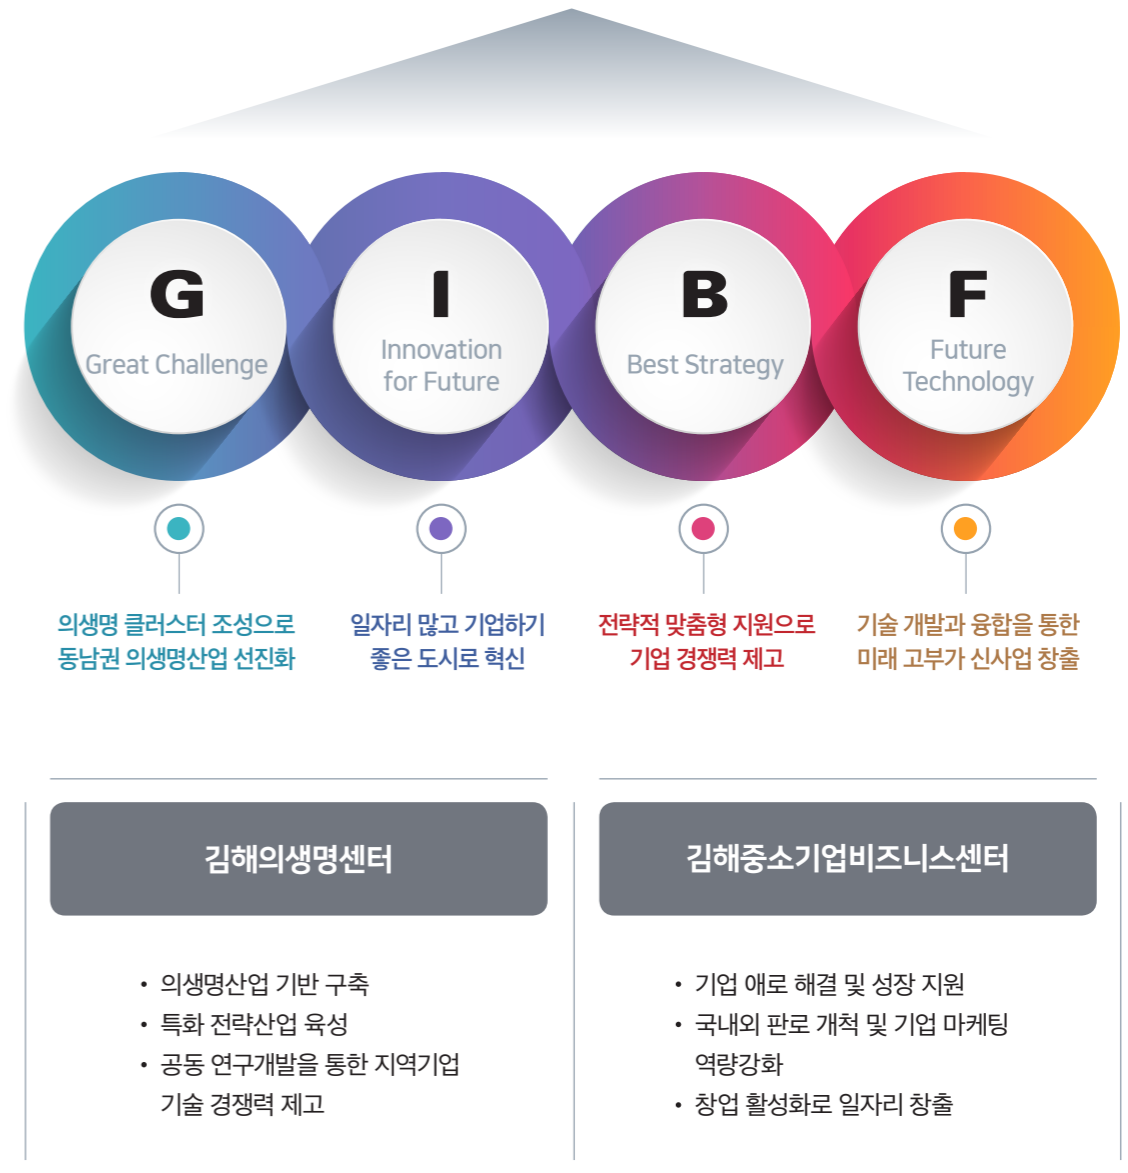 G
Great Challenge
I
Innovation
for Future
B
Best Strategy
F
Future
Technology
의생명 클러스터 조성으로
동남권 의생명산업 선진화
일자리 많고 기업하기
좋은 도시로 혁신
전략적 맞춤형 지원으로
기업 경쟁력 제고
기술 개발과 융합을 통한
미래 고부가 신사업 창출
김해의생명센터
• 의생명산업 기반 구축
• 특화 전략산업 육성
• 공동 연구개발을 통한 지역기업
기술 경쟁력 제고
김해중소기업비즈니스센터
• 기업 애로 해결 및 성장 지원
• 국내외 판로 개척 및 기업 마케팅
역량강화
• 창업 활성화로 일자리 창출